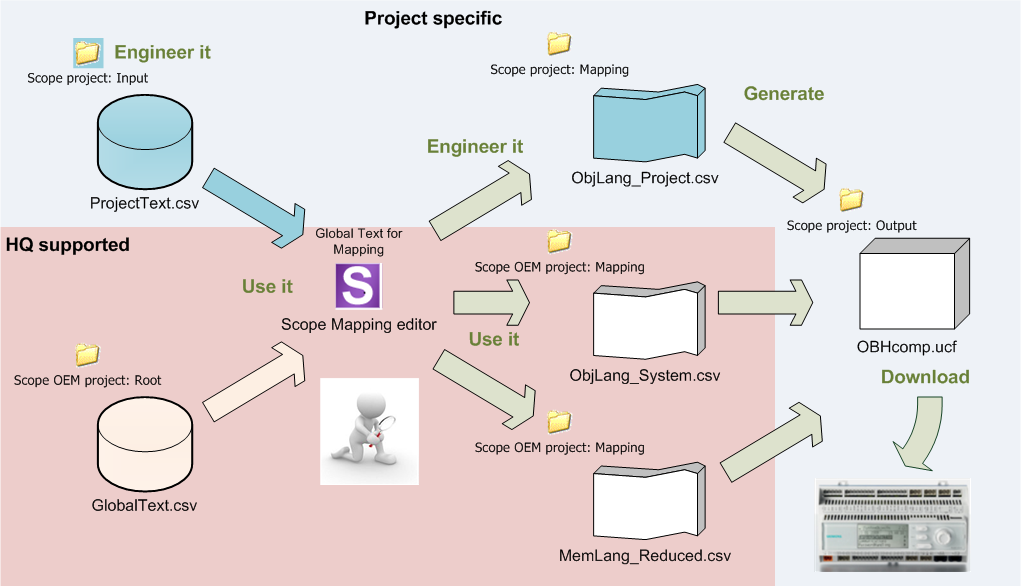 Project specific
Engineer it
Scope project: Input
ProjectText.csv
Scope project: Mapping
Engineer it
ObjLang_Project.csv
Generate
Scope project: Output
OBHcomp.ucf
Download
HQ supported
Global Text for
Mapping
Use it
S
Scope Mapping editor
Scope OEM project: Mapping
ObjLang_System.csv
Use it
Scope OEM project: Root
GlobalText.csv
Scope OEM project: Mapping
MemLang_Reduced.csv